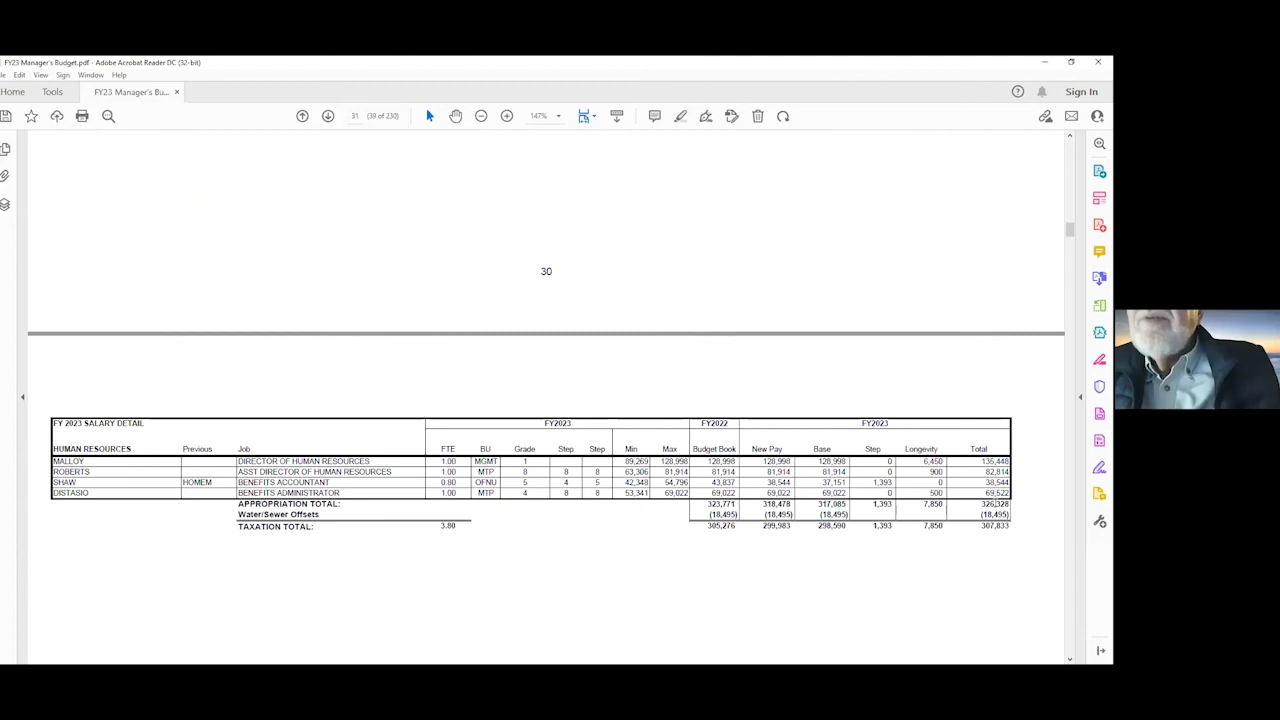 FY23 Manager's Budget.pdf - Adobe Acrobat Reader DC (32-bit)
le Edit View Sign Window Help
Home Tools FY23 Manager's Bu... × Sign In
31 (39 of 230) 147%
30
FY 2023 SALARY DETAIL FY2023 FY2022 FY2023
HUMAN RESOURCES Previous Job FTE BU Grade Step Step Min Max Budget Book New Pay Base Step Longevity Total
MALLOY DIRECTOR OF HUMAN RESOURCES 1.00 MGMT 1 89,269 128,998 128,998 128,998 128,998 0 6,450 135,448
ROBERTS ASST DIRECTOR OF HUMAN RESOURCES 1.00 MTP 8 8 8 63,306 81,914 81,914 81,914 81,914 0 900 82,814
SHAW HOMEM BENEFITS ACCOUNTANT 0.80 OFNU 5 4 5 42,348 54,796 43,837 38,544 37,151 1,393 0 38,544
DISTASIO BENEFITS ADMINISTRATOR 1.00 MTP 4 8 8 53,341 69,022 69,022 69,022 69,022 0 500 69,522
APPROPRIATION TOTAL: 323,771 318,478 317,085 1,393 7,850 326,328
Water/Sewer Offsets (18,495) (18,495) (18,495) (18,495)
TAXATION TOTAL: 3.80 305,276 299,983 298,590 1,393 7,850 307,833